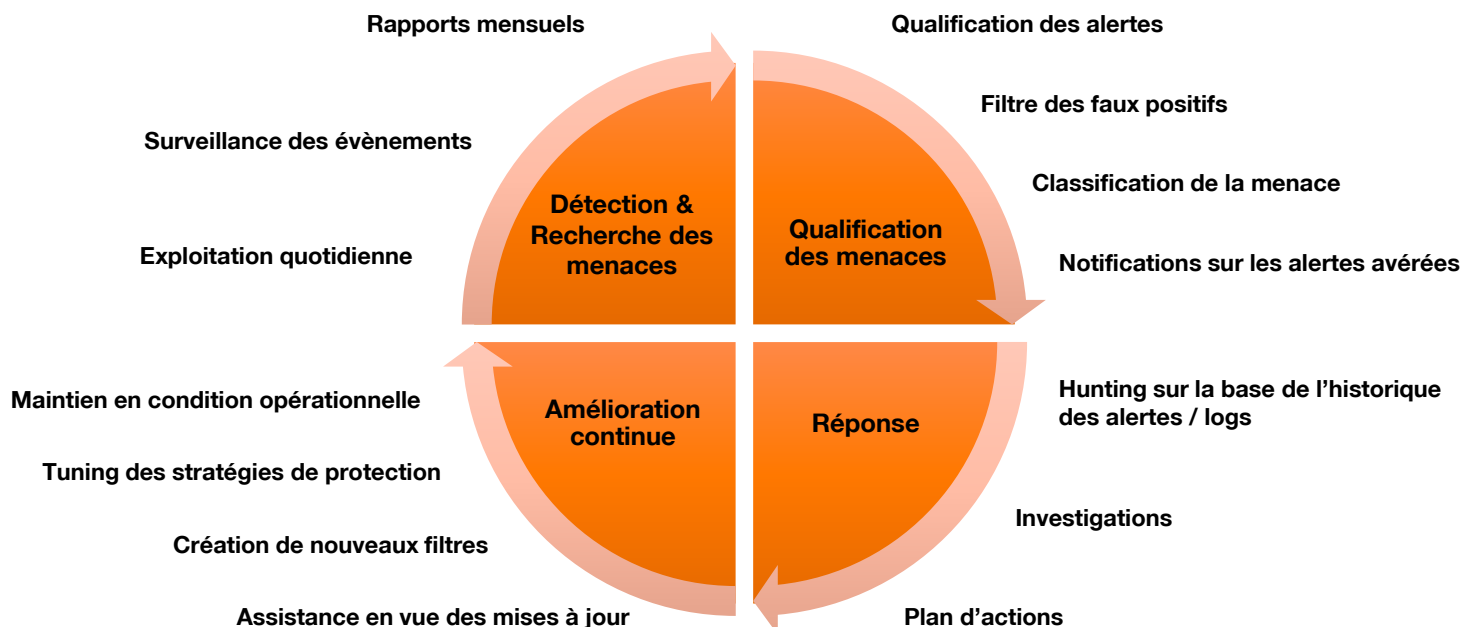 Rapports mensuels
Qualification des alertes
Surveillance des évènements
Filtre des faux positifs
Exploitation quotidienne
Classification de la menace
Notifications sur les alertes avérées
Détection &
Recherche des
menaces
Qualification
des menaces
Maintien en condition opérationnelle
Tuning des stratégies de protection
Création de nouveaux filtres
Assistance en vue des mises à jour
Amélioration
continue
Réponse
Hunting sur la base de l’historique
des alertes / logs
Investigations
Plan d’actions